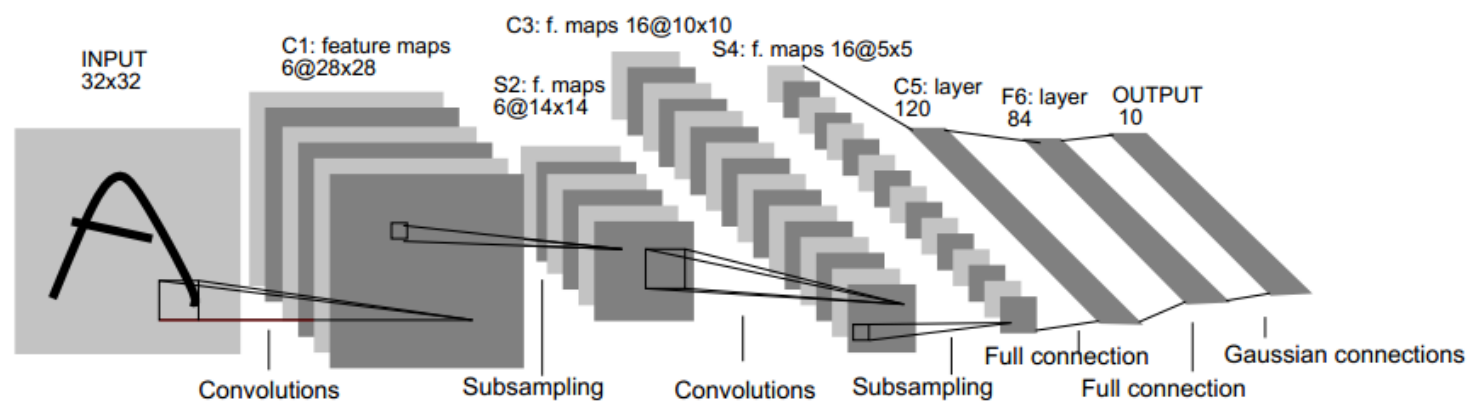 INPUT
32x32
C1: feature maps
6@28x28
S2: f. maps
6@14x14
C3: f. maps 16@10x10
S4: f. maps 16@5x5
C5: layer
120
F6: layer
84
OUTPUT
10
Convolutions
Subsampling
Convolutions
Subsampling
Full connection
Full connection
Gaussian connections